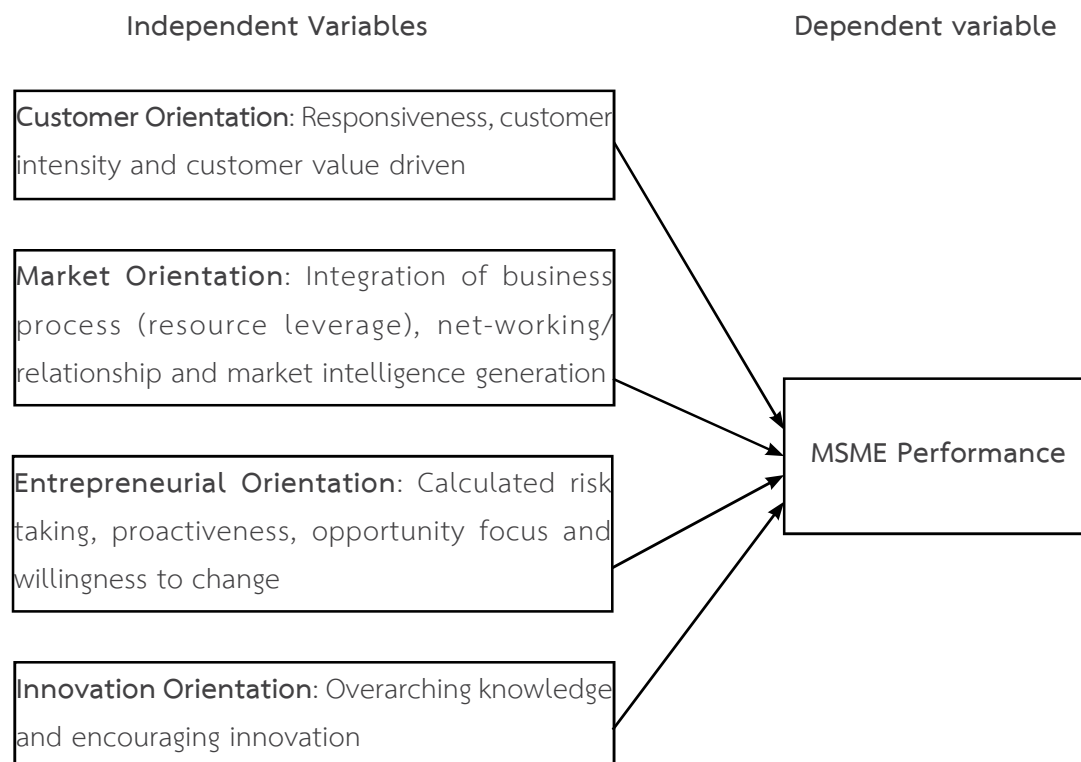 Independent Variables
Dependent variable
Customer Orientation: Responsiveness, customer
intensity and customer value driven
Market Orientation: Integration of business
process (resource leverage), net-working/
relationship and market intelligence generation
Entrepreneurial Orientation: Calculated risk
taking, proactiveness, opportunity focus and
willingness to change
Innovation Orientation: Overarching knowledge
and encouraging innovation
MSME Performance